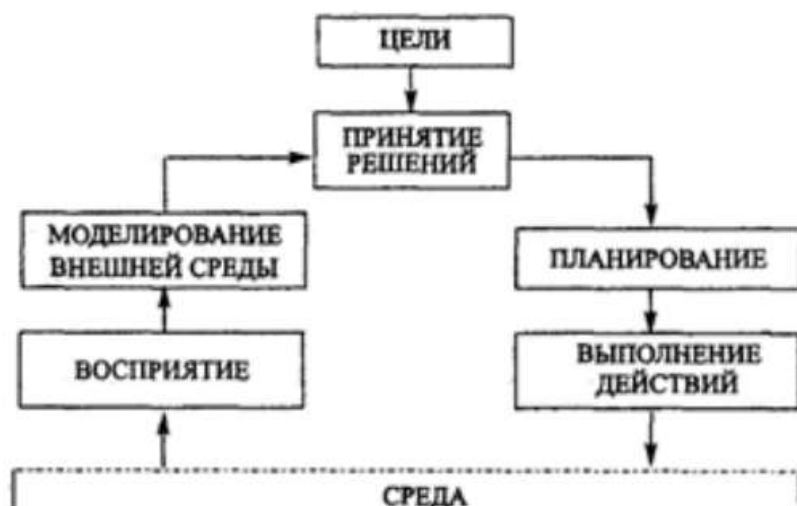 ЦЕЛИ
ПРИНЯТИЕ
РЕШЕНИЙ
МОДЕЛИРОВАНИЕ
ВНЕШНЕЙ СРЕДЫ
ПЛАНИРОВАНИЕ
ВОСПРИЯТИЕ
ВЫПОЛНЕНИЕ
ДЕЙСТВИЙ
СРЕДА